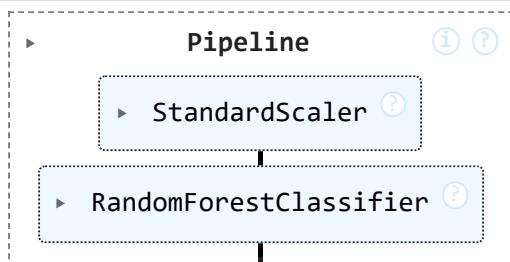 Pipeline i ?
StandardScaler ?
RandomForestClassifier ?